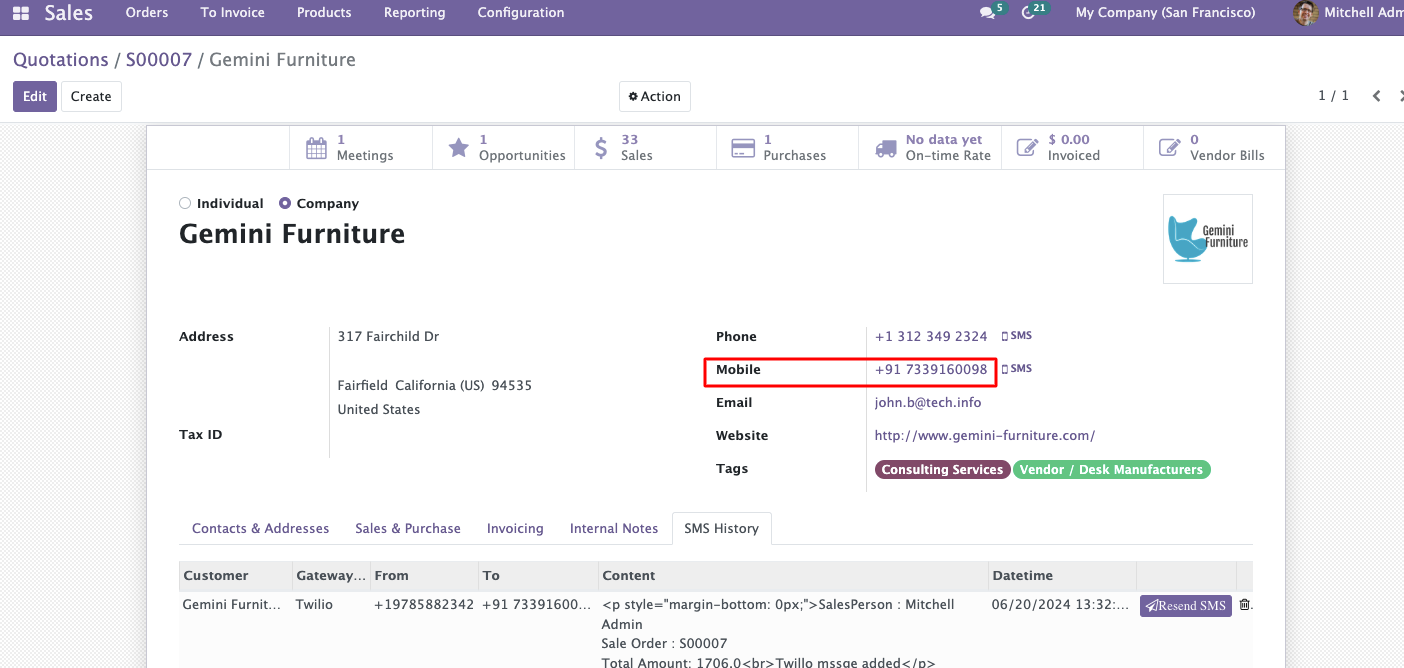 Sales Orders To Invoice Products Reporting Configuration 5 21 My Company (San Francisco) Mitchell Adm
Quotations / S00007 / Gemini Furniture
Edit Create Action 1 / 1
1 Meetings
1 Opportunities
33 Sales
1 Purchases
No data yet On-time Rate
$ 0.00 Invoiced
0 Vendor Bills
Individual Company
Gemini Furniture
Gemini
Furniture
Address 317 Fairchild Dr
Fairfield California (US) 94535
United States
Tax ID
Phone +1 312 349 2324 SMS
Mobile +91 7339160098 SMS
Email john.b@tech.info
Website http://www.gemini-furniture.com/
Tags Consulting Services Vendor / Desk Manufacturers
Contacts & Addresses Sales & Purchase Invoicing Internal Notes SMS History
Customer Gateway... From To Content Datetime
Gemini Furnit... Twilio +19785882342 +91 73391600... <p style="margin-bottom: 0px;">SalesPerson : Mitchell 06/20/2024 13:32:... Resend SMS
Admin
Sale Order : S00007
Total Amount: 1706.0<br>Twillo mssge added</p>